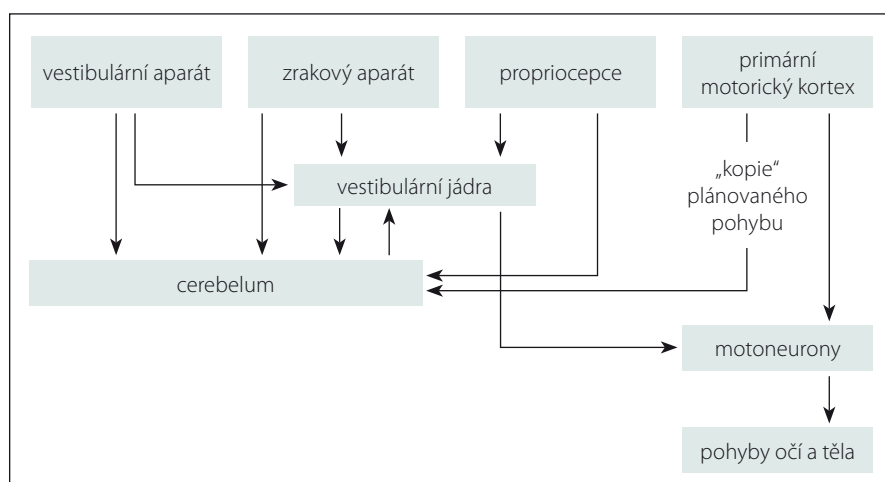 vestibulární aparát
zrakový aparát
propriocepce
primární
motorický kortex
„kopie“
plánovaného
pohybu
vestibulární jádra
cerebelum
motoneurony
pohyby očí a těla